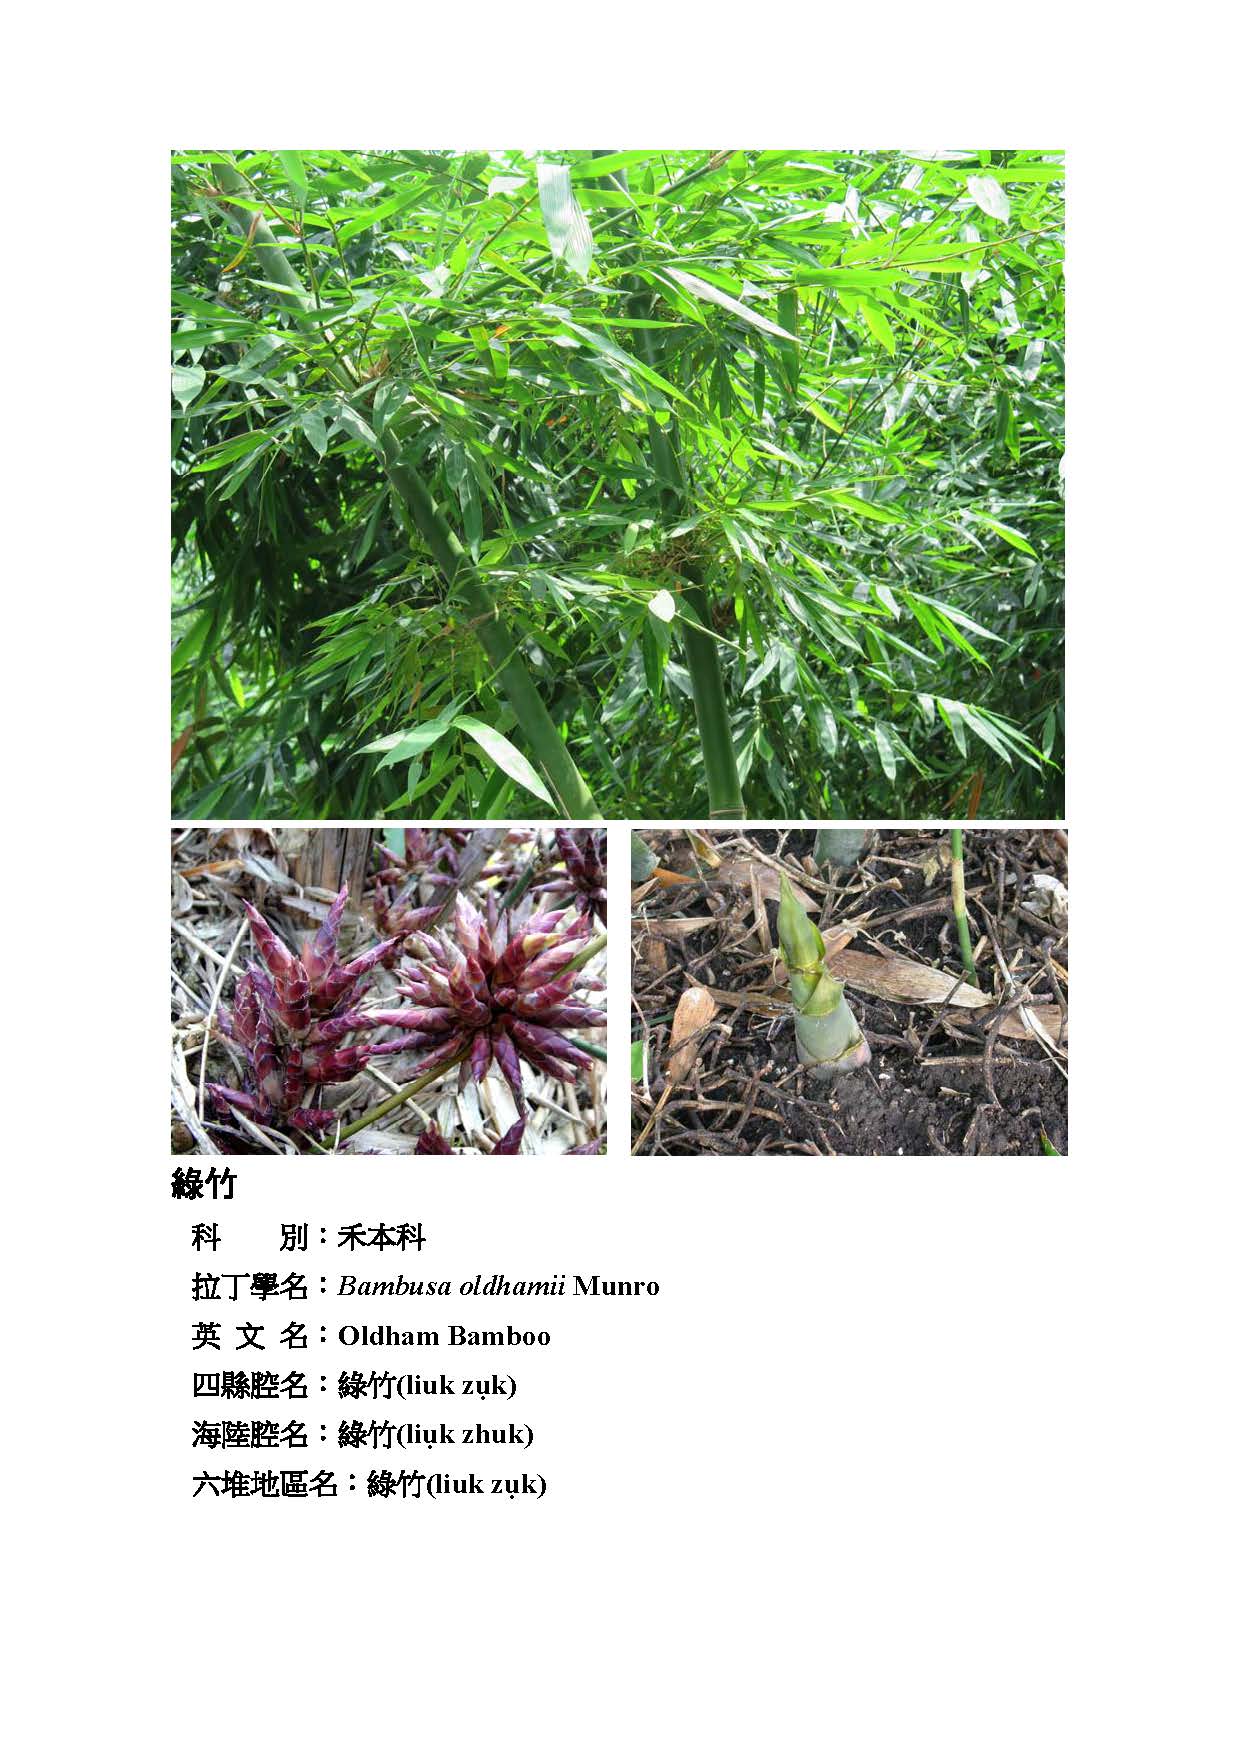 綠竹
科　　別：禾本科
拉丁學名：Bambusa oldhamii Munro
英 文 名：Oldham Bamboo
四縣腔名：綠竹(liuk zụk)
海陸腔名：綠竹(liụk zhuk)
六堆地區名：綠竹(liuk zụk)